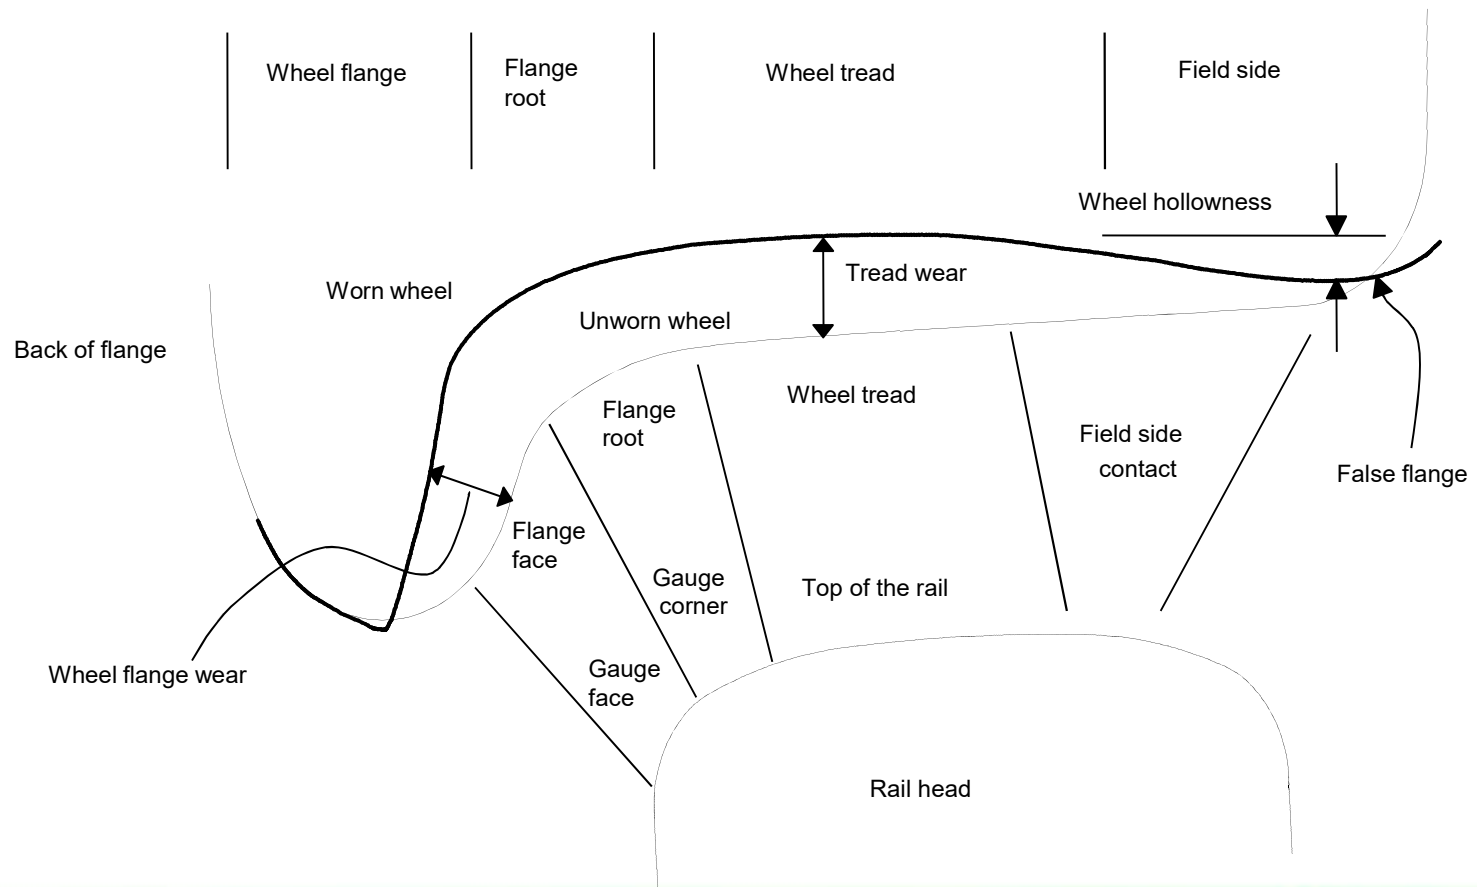 Wheel flange
Flange
root
Wheel tread
Field side
Wheel hollowness
Tread wear
Worn wheel
Unworn wheel
Back of flange
Wheel tread
Flange
root
Field side
contact
False flange
Flange
face
Gauge
corner
Top of the rail
Gauge
face
Wheel flange wear
Rail head